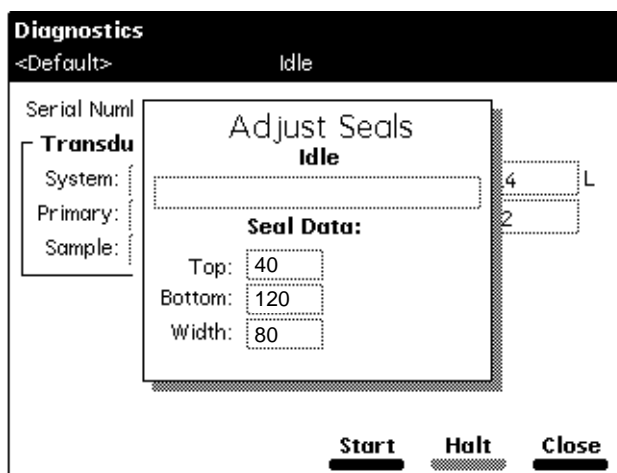 Diagnostics
<Default> Idle
Serial Numl
Adjust Seals
Transdu
Idle
System: .4 L
Primary: 2
Seal Data:
Sample:
Top: 40
Bottom: 120
Width: 80
Start Halt Close